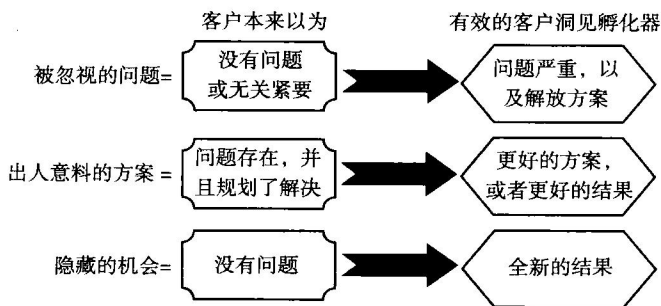 客户本来以为
有效的客户洞见孵化器
被忽视的问题=
没有问题
或无关紧要
问题严重，以
及解放方案
出人意料的方案=
问题存在，并
且规划了解决
更好的方案，
或者更好的结果
隐藏的机会=
没有问题
全新的结果